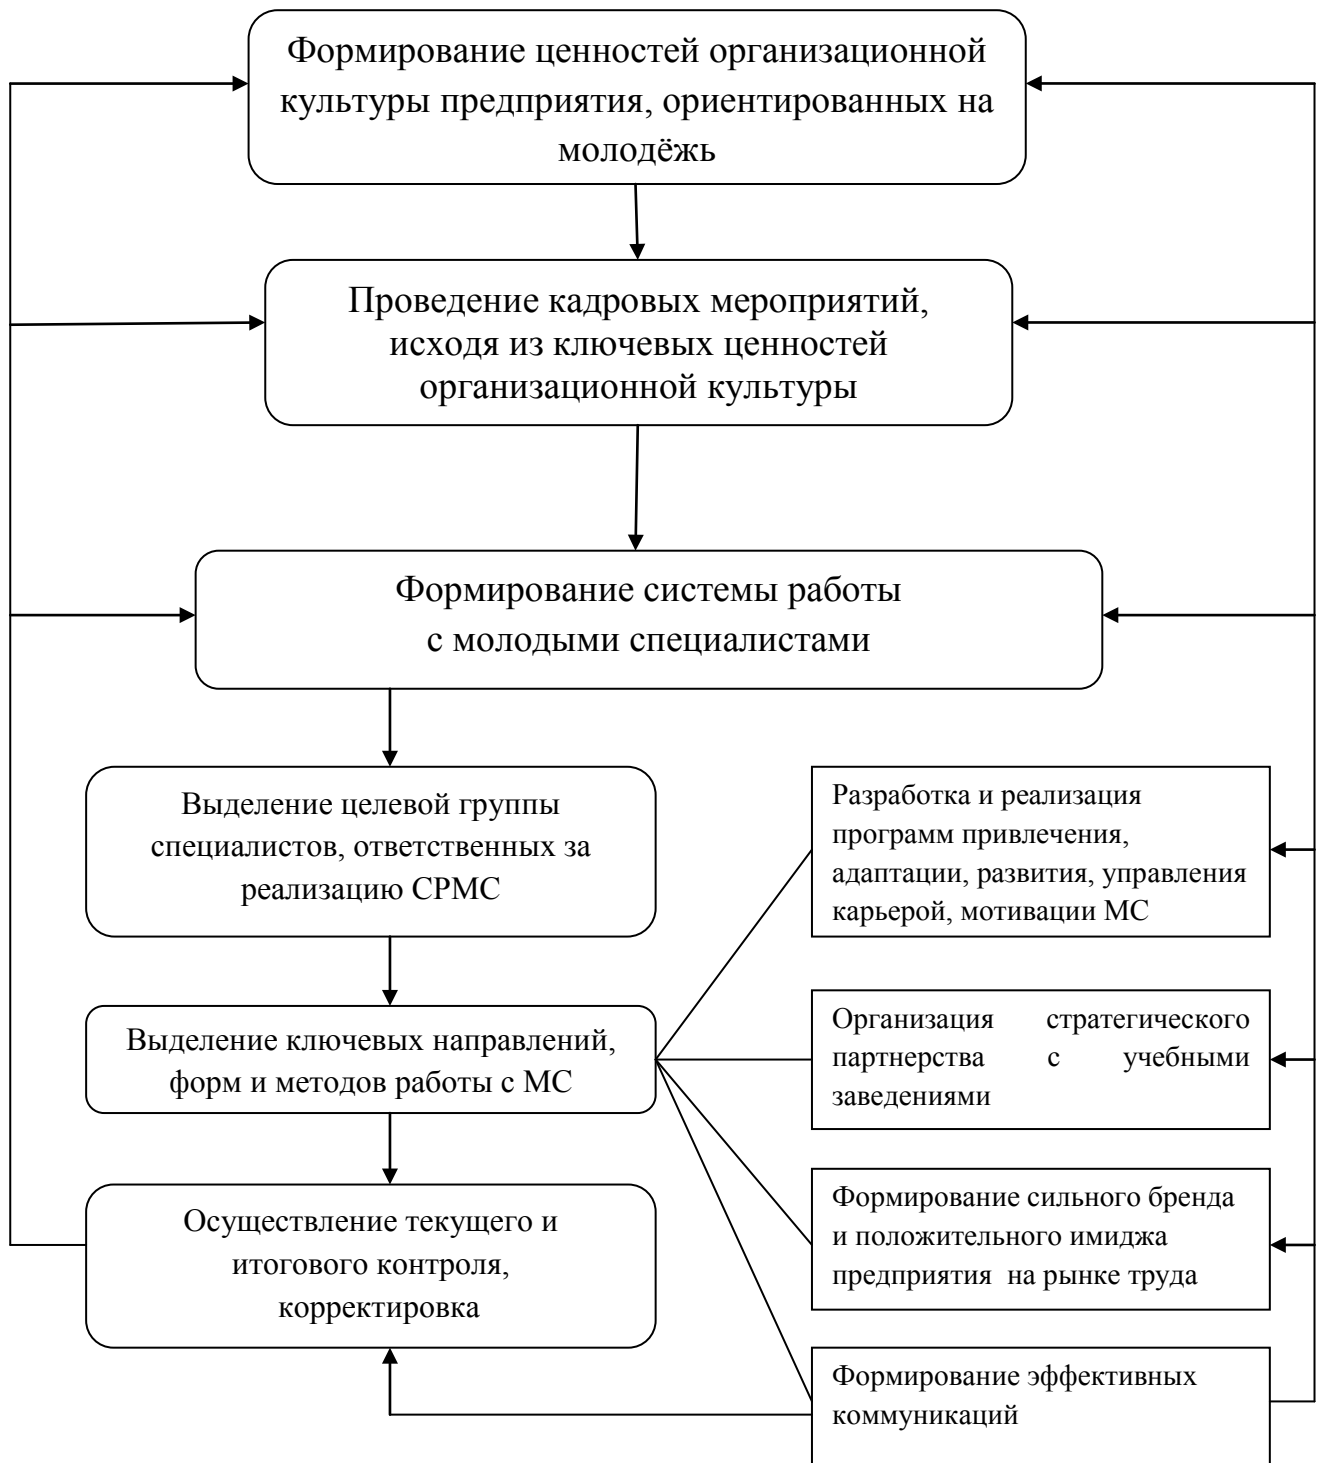 Формирование ценностей организационной
культуры предприятия, ориентированных на
молодёжь
Проведение кадровых мероприятий,
исходя из ключевых ценностей
организационной культуры
Формирование системы работы
с молодыми специалистами
Выделение целевой группы
специалистов, ответственных за
реализацию СРМС
Выделение ключевых направлений,
форм и методов работы с МС
Осуществление текущего и
итогового контроля,
корректировка
Разработка и реализация
программ привлечения,
адаптации, развития, управления
карьерой, мотивации МС
Организация стратегического
партнерства с учебными
заведениями
Формирование сильного бренда
и положительного имиджа
предприятия на рынке труда
Формирование эффективных
коммуникаций